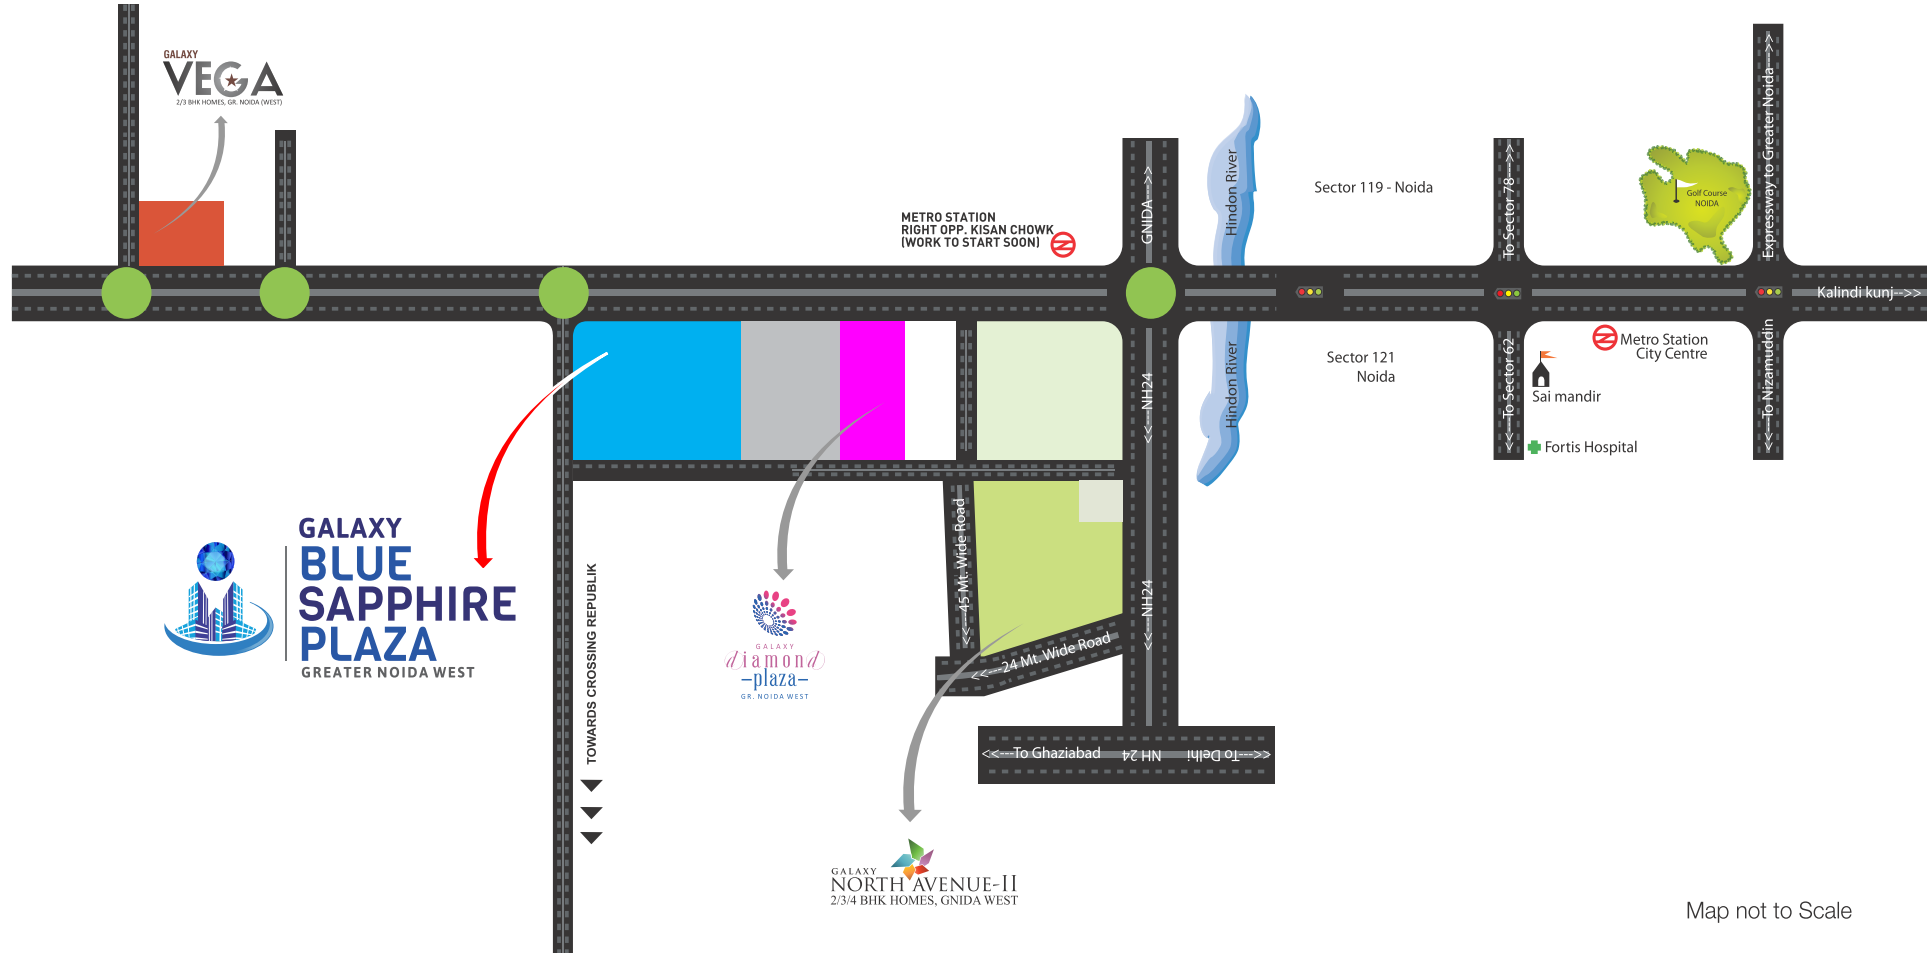 GALAXY
VEGA
2/3 BHK HOMES, GR. NOIDA (WEST)
METRO STATION
RIGHT OPP. KISAN CHOWK
(WORK TO START SOON)
GNIDA--->>
Hindon River
Sector 119 - Noida
To Sector 78--->>
Golf Course
NOIDA
Expressway to Greater Noida--->>
Kalindi kunj-->>
<<---NH24
Hindon River
Sector 121
Noida
<<---To Sector 62
Metro Station
City Centre
Sai mandir
Fortis Hospital
<<---To Nizamuddin
GALAXY
BLUE
SAPPHIRE
PLAZA
GREATER NOIDA WEST
TOWARDS CROSSING REPUBLIK
GALAXY
diamond
plaza
GR. NOIDA WEST
<<---45 Mt. Wide Road
<<---24 Mt. Wide Road
<<---NH24
<<---To Ghaziabad
NH 24
<<---To Delhi
GALAXY
NORTH AVENUE-II
2/3/4 BHK HOMES, GNIDA WEST
Map not to Scale